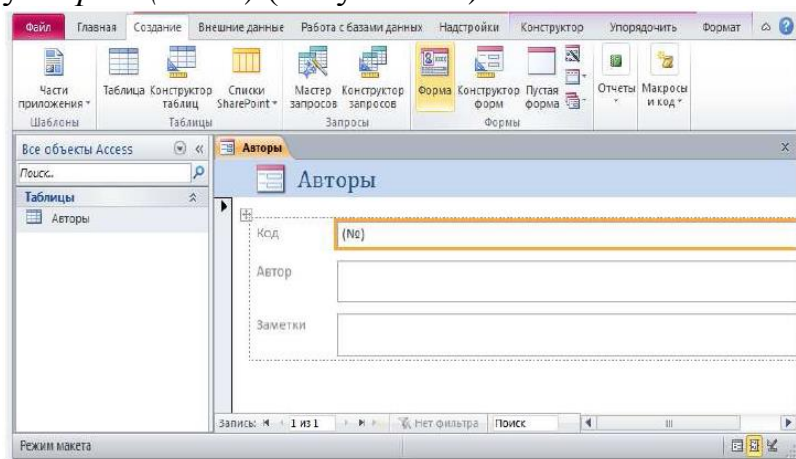 Файл Главная Создание Внешние данные Работа с базами данных Надстройки Конструктор Упорядочить Формат
Части приложения
Таблица
Конструктор таблиц
Списки SharePoint
Мастер запросов
Конструктор запросов
Форма
Конструктор форм
Пустая форма
Отчеты
Макросы и код
Шаблоны Таблицы Запросы Формы
Все объекты Access
Поиск...
Таблицы
Авторы
Авторы
Авторы
Код (№)
Автор
Заметки
Запись: 1 из 1 Нет фильтра Поиск
Режим макета